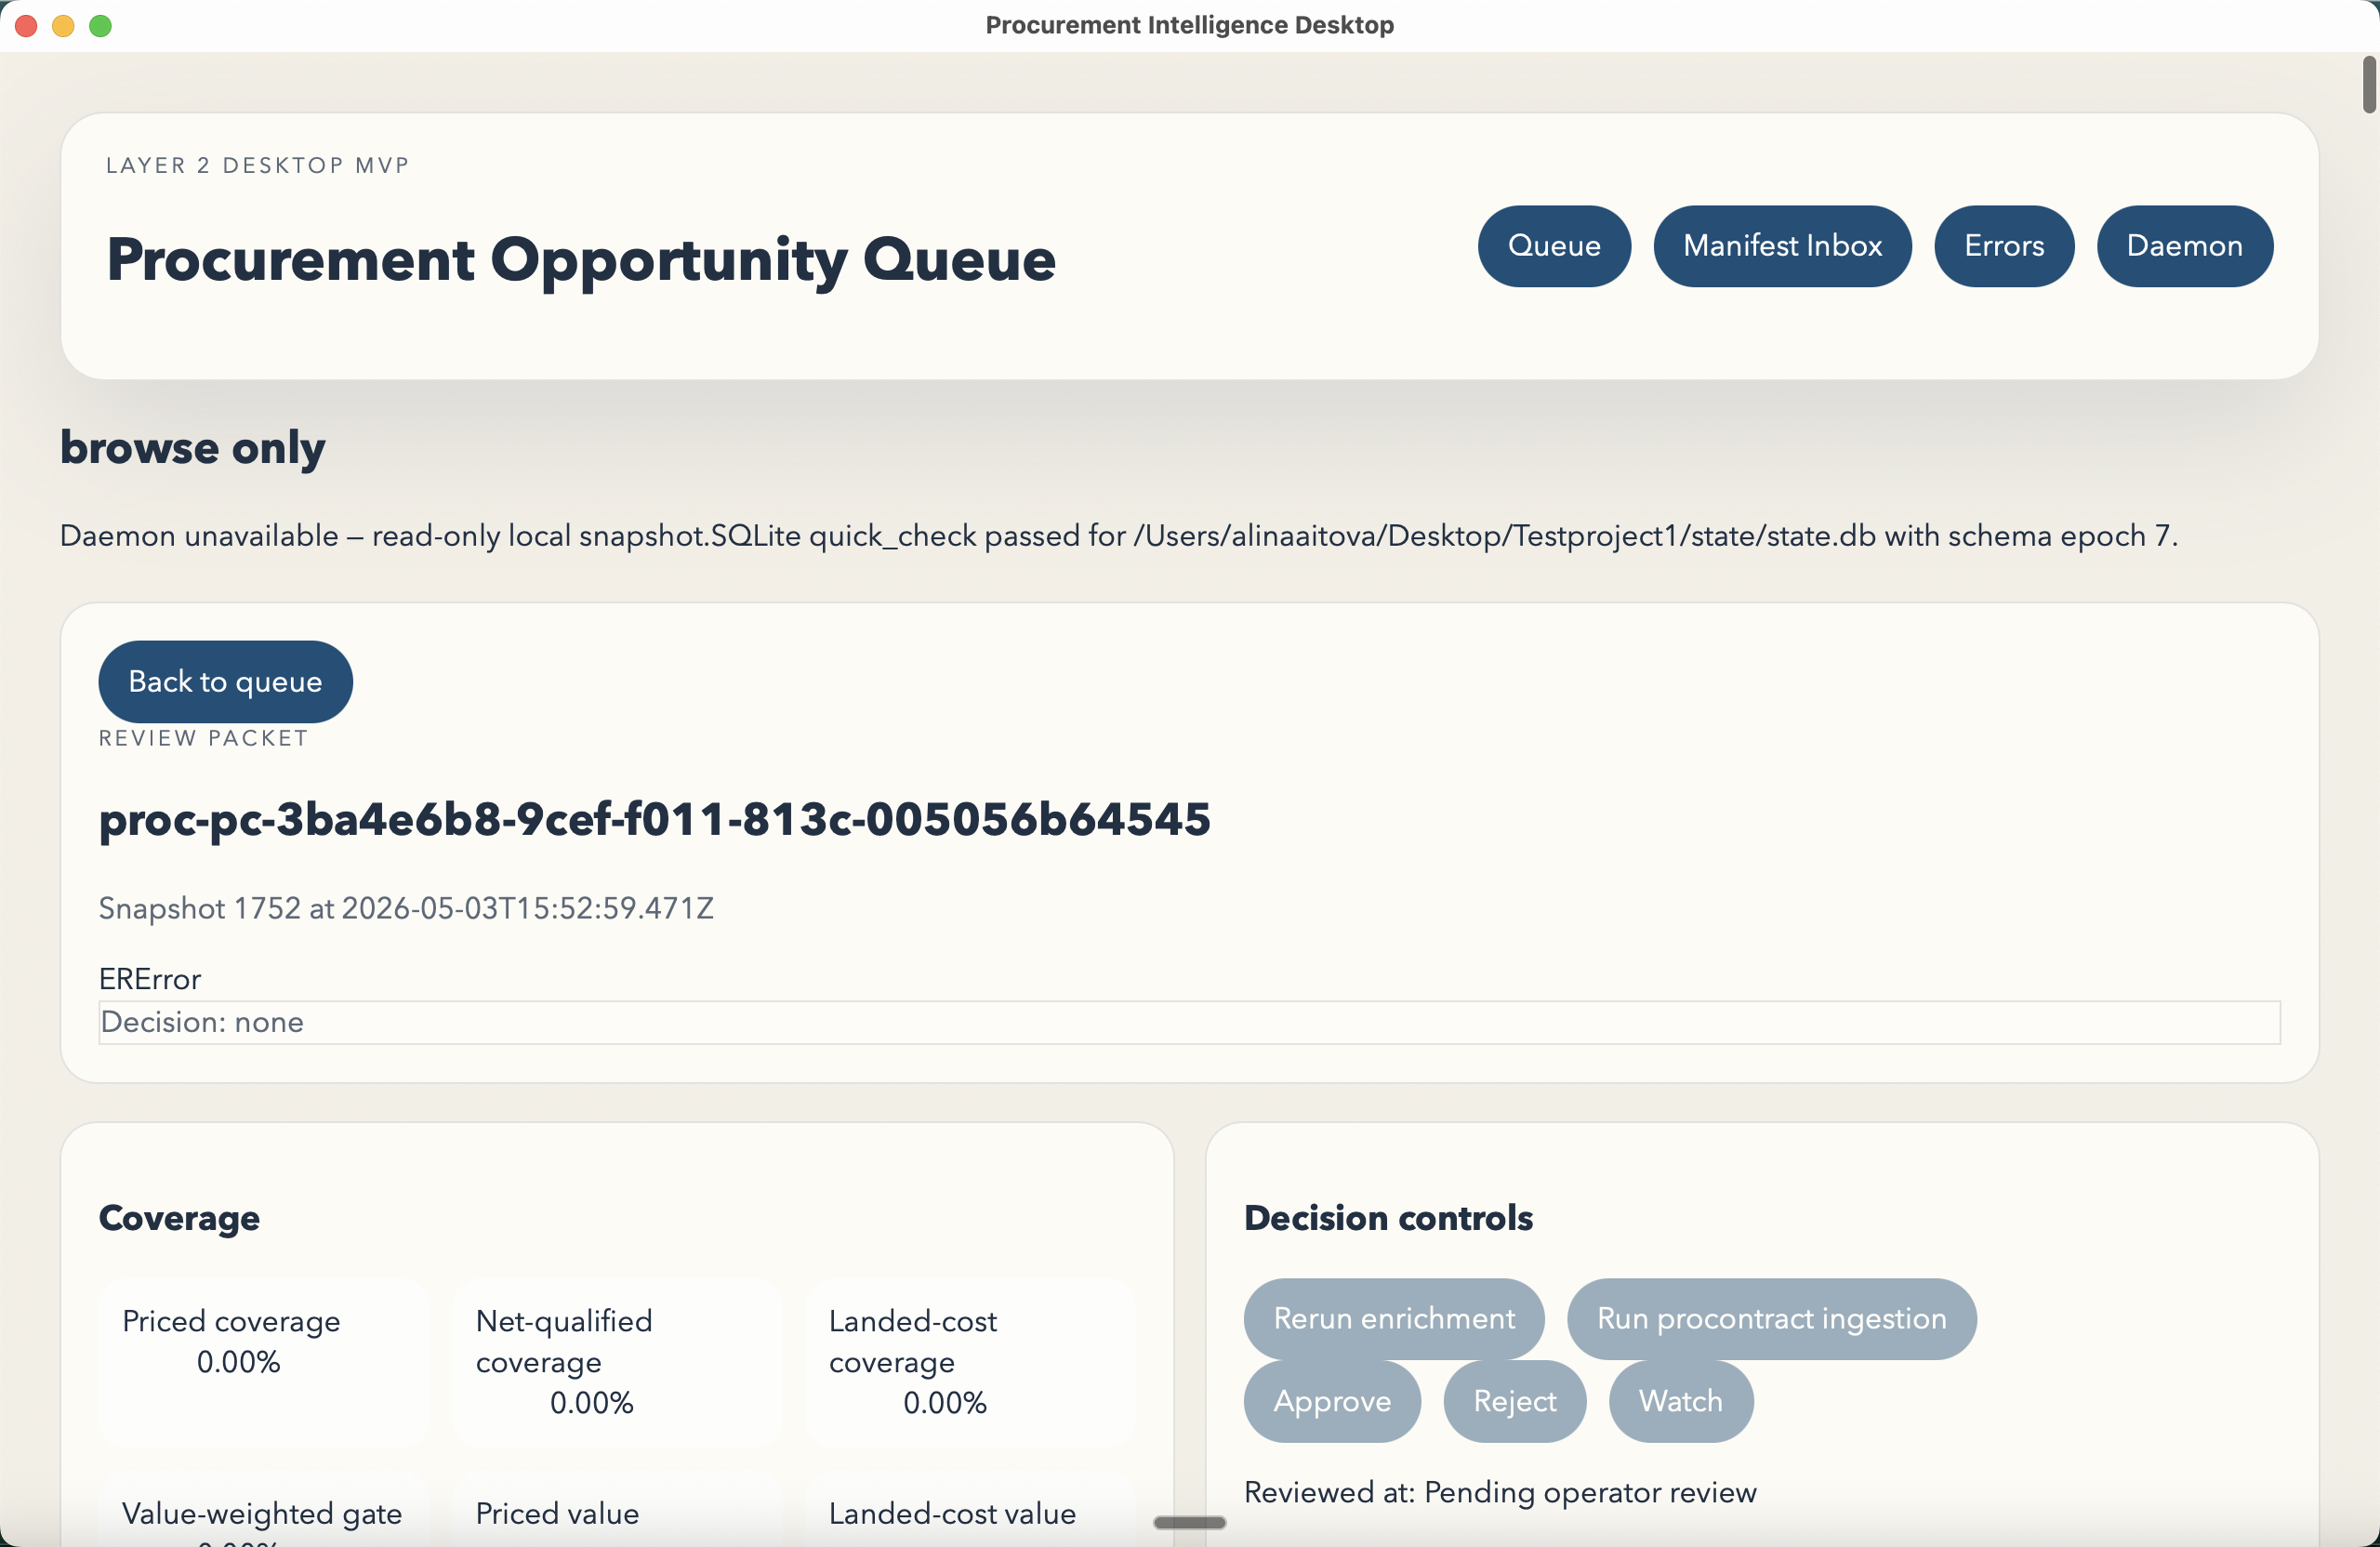 Procurement Intelligence Desktop
LAYER 2 DESKTOP MVP
Procurement Opportunity Queue
Queue
Manifest Inbox
Errors
Daemon
browse only
Daemon unavailable – read-only local snapshot.SQLite quick_check passed for /Users/alinaaitova/Desktop/Testproject1/state/state.db with schema epoch 7.
Back to queue
REVIEW PACKET
proc-pc-3ba4e6b8-9cef-f011-813c-005056b64545
Snapshot 1752 at 2026-05-03T15:52:59.471Z
ERError
Decision: none
Coverage
Priced coverage
0.00%
Net-qualified
coverage
0.00%
Landed-cost
coverage
0.00%
Value-weighted gate
Priced value
Landed-cost value
Decision controls
Rerun enrichment
Run procontract ingestion
Approve
Reject
Watch
Reviewed at: Pending operator review